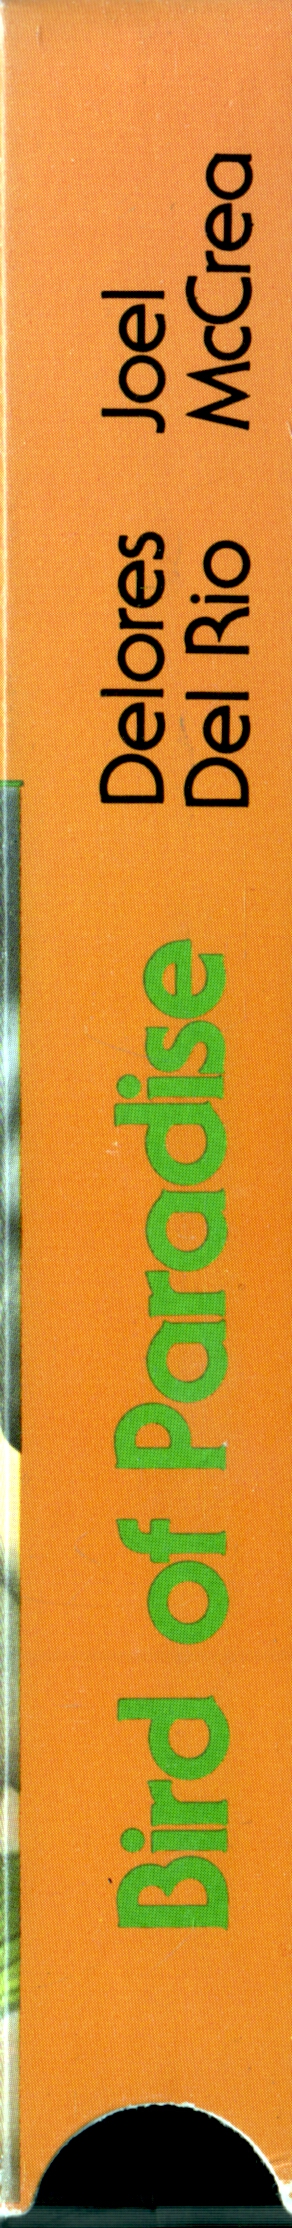 Bird of Paradise
Delores
Del Rio
Joel
McCrea